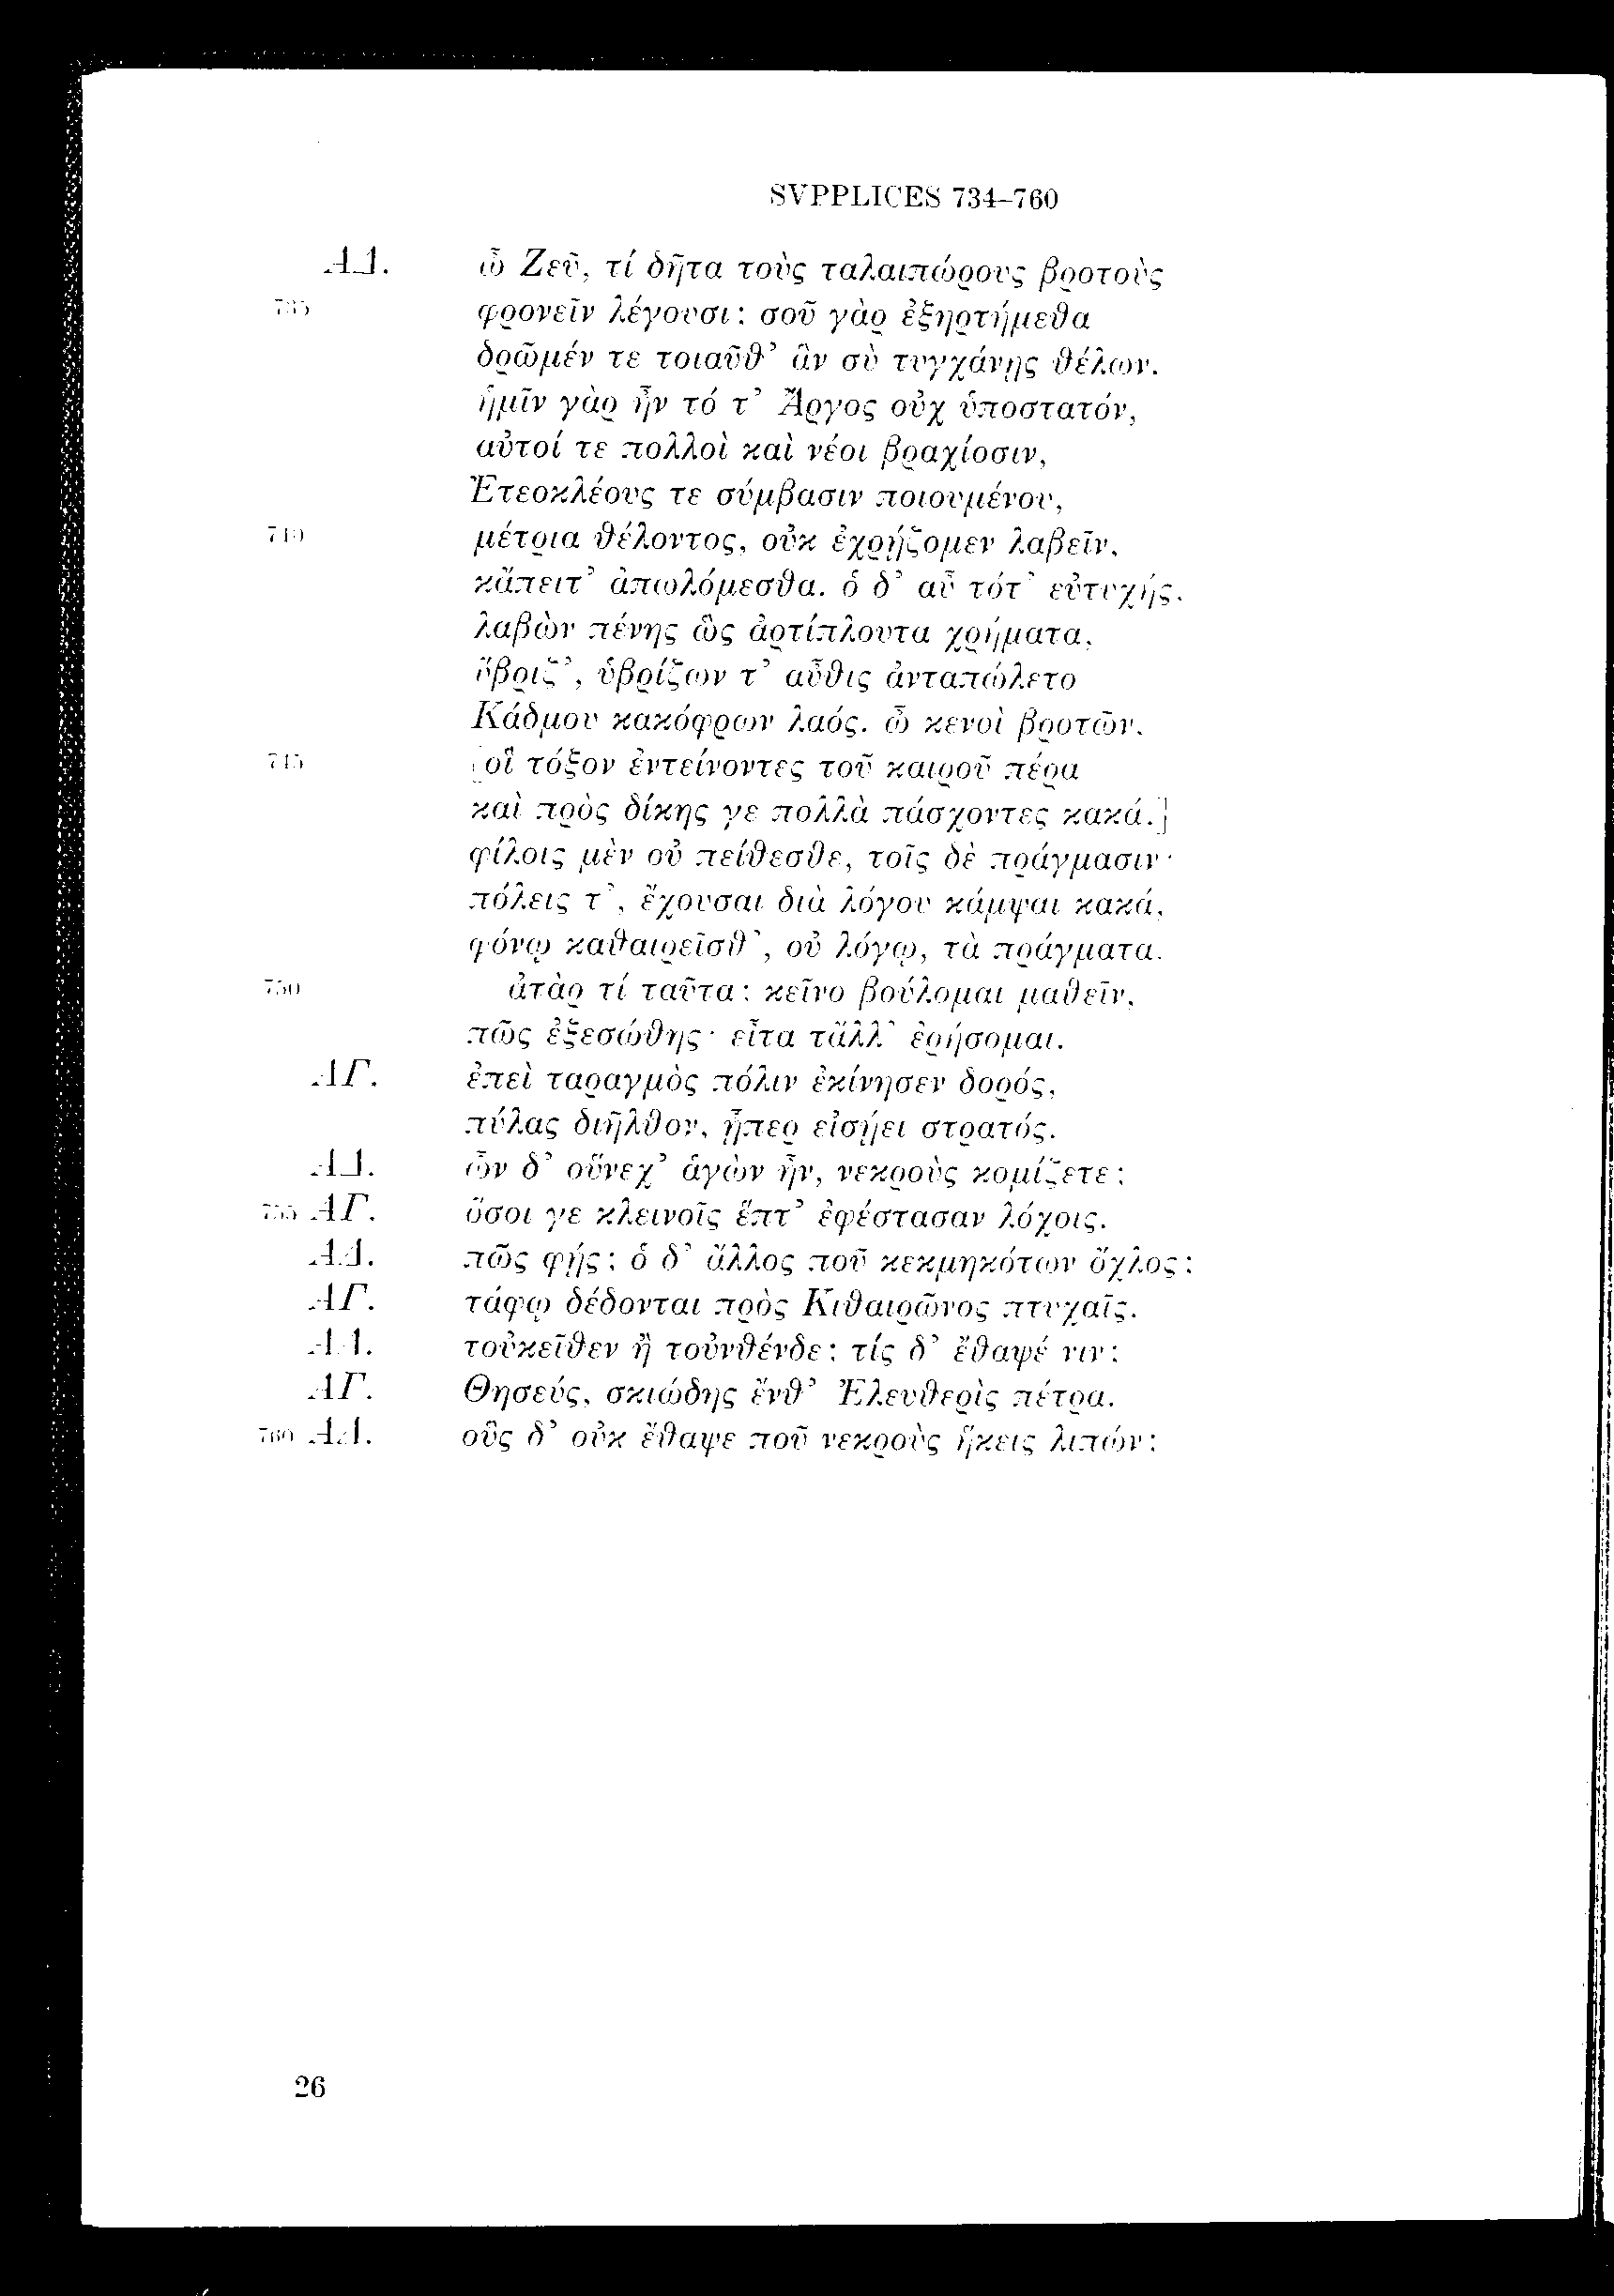 SVPPLICES 734–760
ΑΔ. ὦ Ζεῦ, τί δῆτα τοὺς ταλαιπώρους βροτοὺς
735 φρονεῖν λέγουσι; σοῦ γὰρ ἐξηρτήμεθα
δρῶμέν τε τοιαῦθ’ ἃν σὺ τυγχάνῃς θέλων.
ἡμῖν γὰρ ἦν τό τ’ Ἄργος οὐχ ὑποστατόν,
αὐτοί τε πολλοὶ καὶ νέοι βραχίοσιν,
Ἐτεοκλέους τε σύμβασιν ποιουμένου,
740 μέτρια θέλοντος, οὐκ ἐχρῄζομεν λαβεῖν,
κἄπειτ’ ἀπωλόμεσθα. ὁ δ’ αὖ τότ’ εὐτυχής,
λαβὼν πένης ὣς ἀρτίπλουτα χρήματα,
ὕβριζ’, ὑβρίζων τ’ αὖθις ἀνταπώλετο
Κάδμου κακόφρων λαός. ὦ κενοὶ βροτῶν,
745 [οἳ τόξον ἐντείνοντες τοῦ καιροῦ πέρα
καὶ πρὸς δίκης γε πολλὰ πάσχοντες κακά.]
φίλοις μὲν οὐ πείθεσθε, τοῖς δὲ πράγμασιν·
πόλεις τ’, ἔχουσαι διὰ λόγου κάμψαι κακά,
φόνῳ καθαιρεῖσθ’, οὐ λόγῳ, τὰ πράγματα.
750 ἀτὰρ τί ταῦτα; κεῖνο βούλομαι μαθεῖν,
πῶς ἐξεσώθης· εἶτα τἄλλ’ ἐρήσομαι.
ΑΓ. ἐπεὶ ταραγμὸς πόλιν ἐκίνησεν δορός,
πύλας διῆλθον, ᾗπερ εἰσῄει στρατός.
ΑΔ. ὧν δ’ οὕνεχ’ ἁγὼν ἦν, νεκροὺς κομίζετε;
755 ΑΓ. ὅσοι γε κλεινοῖς ἕπτ’ ἐφέστασαν λόχοις.
ΑΔ. πῶς φῄς; ὁ δ’ ἄλλος ποῦ κεκμηκότων ὄχλος;
ΑΓ. τάφῳ δέδονται πρὸς Κιθαιρῶνος πτυχαῖς.
ΑΔ. τοὐκεῖθεν ἢ τοὐνθένδε; τίς δ’ ἔθαψέ νιν;
ΑΓ. Θησεύς, σκιώδης ἔνθ’ Ἐλευθερὶς πέτρα.
760 ΑΔ. οὓς δ’ οὐκ ἔθαψε ποῦ νεκροὺς ἥκεις λιπών;
26